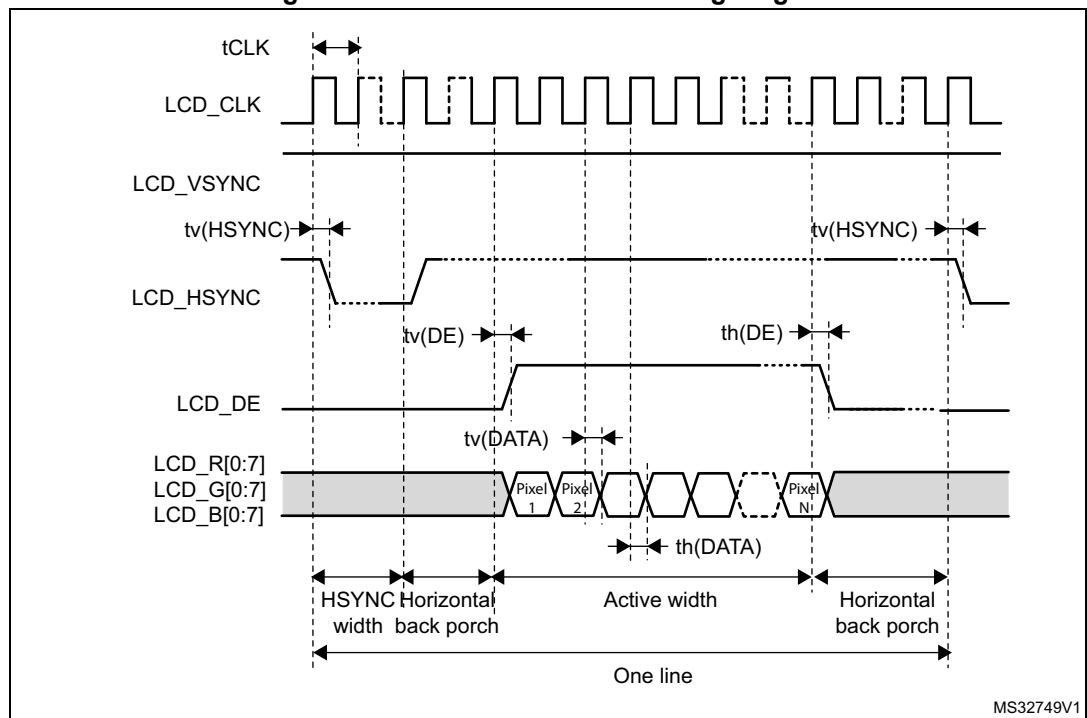 tCLK
LCD_CLK
LCD_VSYNC
tv(HSYNC)
tv(HSYNC)
LCD_HSYNC
tv(DE)
th(DE)
LCD_DE
tv(DATA)
LCD_R[0:7]
LCD_G[0:7]
LCD_B[0:7]
Pixel
1
Pixel
2
Pixel
N
th(DATA)
HSYNC
width
Horizontal
back porch
Active width
Horizontal
back porch
One line
MS32749V1